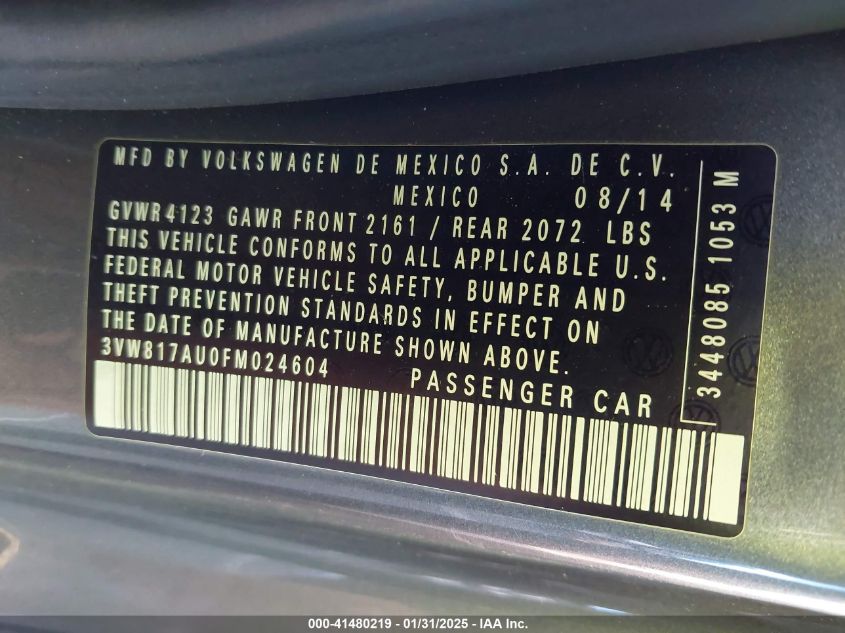 MFD BY VOLKSWAGEN DE MEXICO S.A. DE C.V.
MEXICO 08/14
GVWR 4123 GAWR FRONT 2161 / REAR 2072 LBS
THIS VEHICLE CONFORMS TO ALL APPLICABLE U.S.
FEDERAL MOTOR VEHICLE SAFETY, BUMPER AND
THEFT PREVENTION STANDARDS IN EFFECT ON
THE DATE OF MANUFACTURE SHOWN ABOVE.
3VW817AU0FM024604 PASSENGER CAR
3448085 1053 M
000-41480219 - 01/31/2025 - IAA Inc.